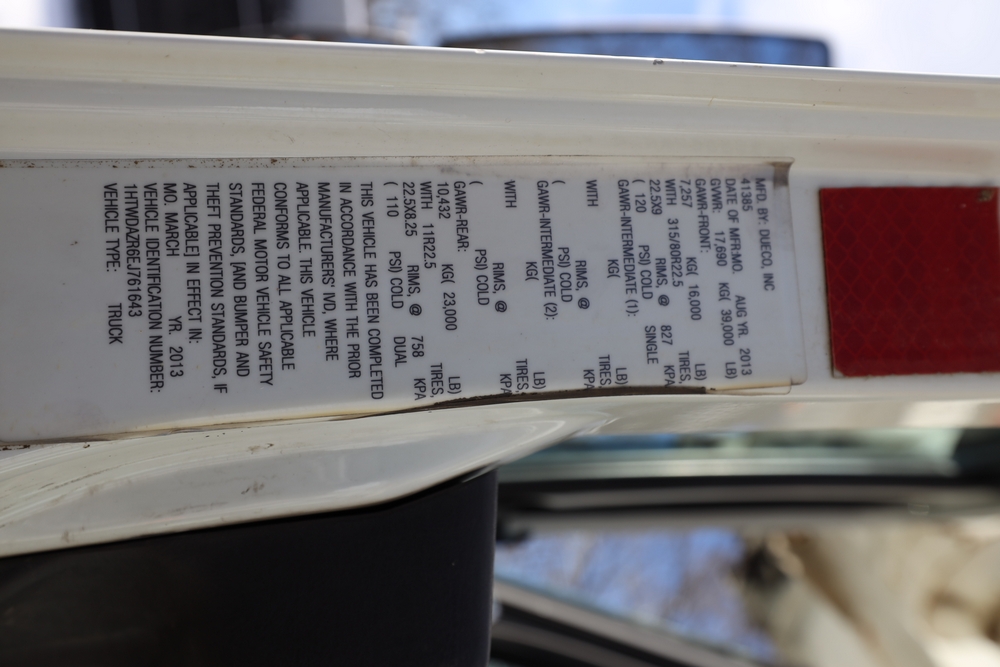 MFD. BY: DUECO, INC
41385
DATE OF MFR:MO. AUG YR. 2013
GVWR: 17,690 KG( 39,000 LB)
GAWR-FRONT:
7,257 KG( 16,000 LB)
WITH 315/80R22.5 TIRES,
22.5X9 RIMS, @ 827 KPA
( 120 PSI) COLD SINGLE
GAWR-INTERMEDIATE (1):
KG( LB)
WITH TIRES,
RIMS, @ KPA
( PSI) COLD
GAWR-INTERMEDIATE (2):
KG( LB)
WITH TIRES,
RIMS, @ KPA
( PSI) COLD
GAWR-REAR:
10,432 KG( 23,000 LB)
WITH 11R22.5 TIRES,
22.5X8.25 RIMS, @ 758 KPA
( 110 PSI) COLD DUAL
THIS VEHICLE HAS BEEN COMPLETED
IN ACCORDANCE WITH THE PRIOR
MANUFACTURERS' IVD, WHERE
APPLICABLE. THIS VEHICLE
CONFORMS TO ALL APPLICABLE
FEDERAL MOTOR VEHICLE SAFETY
STANDARDS, [AND BUMPER AND
THEFT PREVENTION STANDARDS, IF
APPLICABLE] IN EFFECT IN:
MO. MARCH YR. 2013
VEHICLE IDENTIFICATION NUMBER:
1HTWDAZR6EJ761643
VEHICLE TYPE: TRUCK